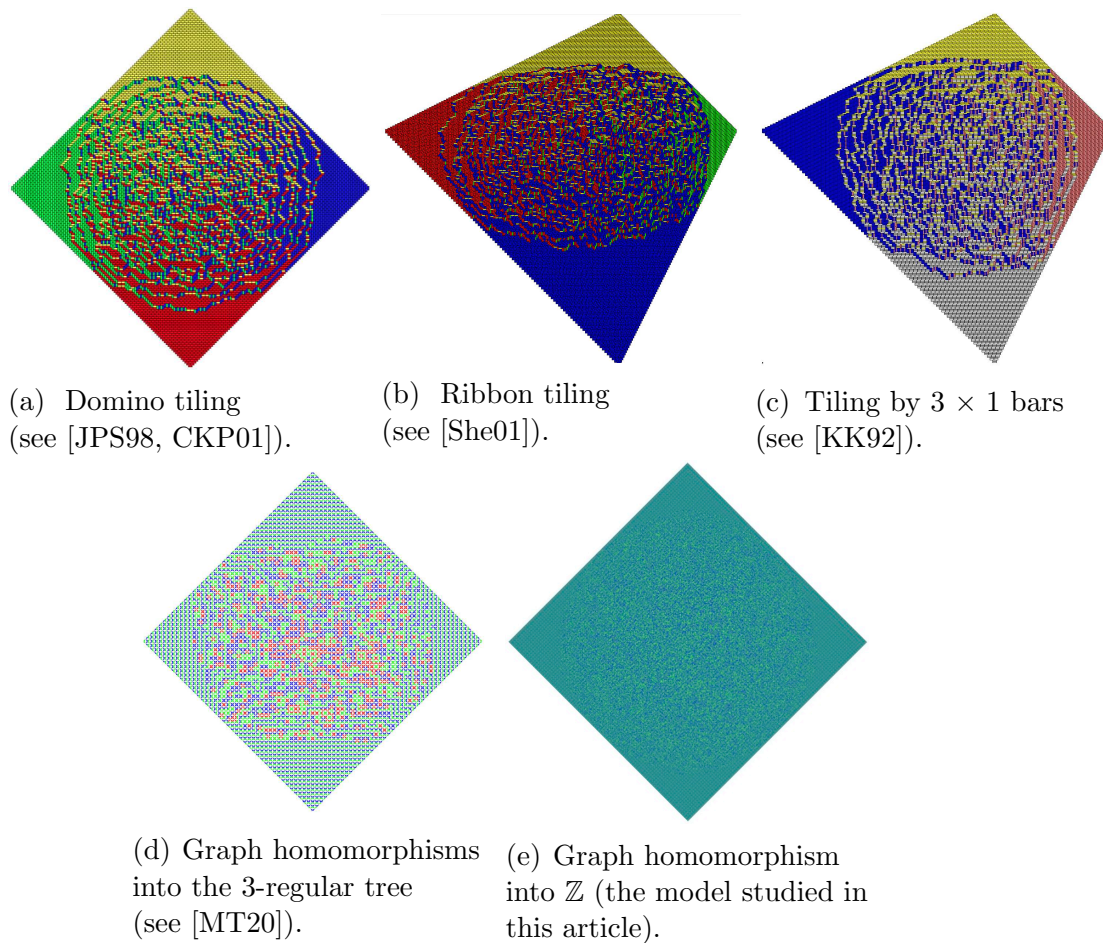 (a) Domino tiling
(see [JPS98, CKP01]).
(b) Ribbon tiling
(see [She01]).
(c) Tiling by 3 × 1 bars
(see [KK92]).
(d) Graph homomorphisms
into the 3-regular tree
(see [MT20]).
(e) Graph homomorphism
into ℤ (the model studied in
this article).